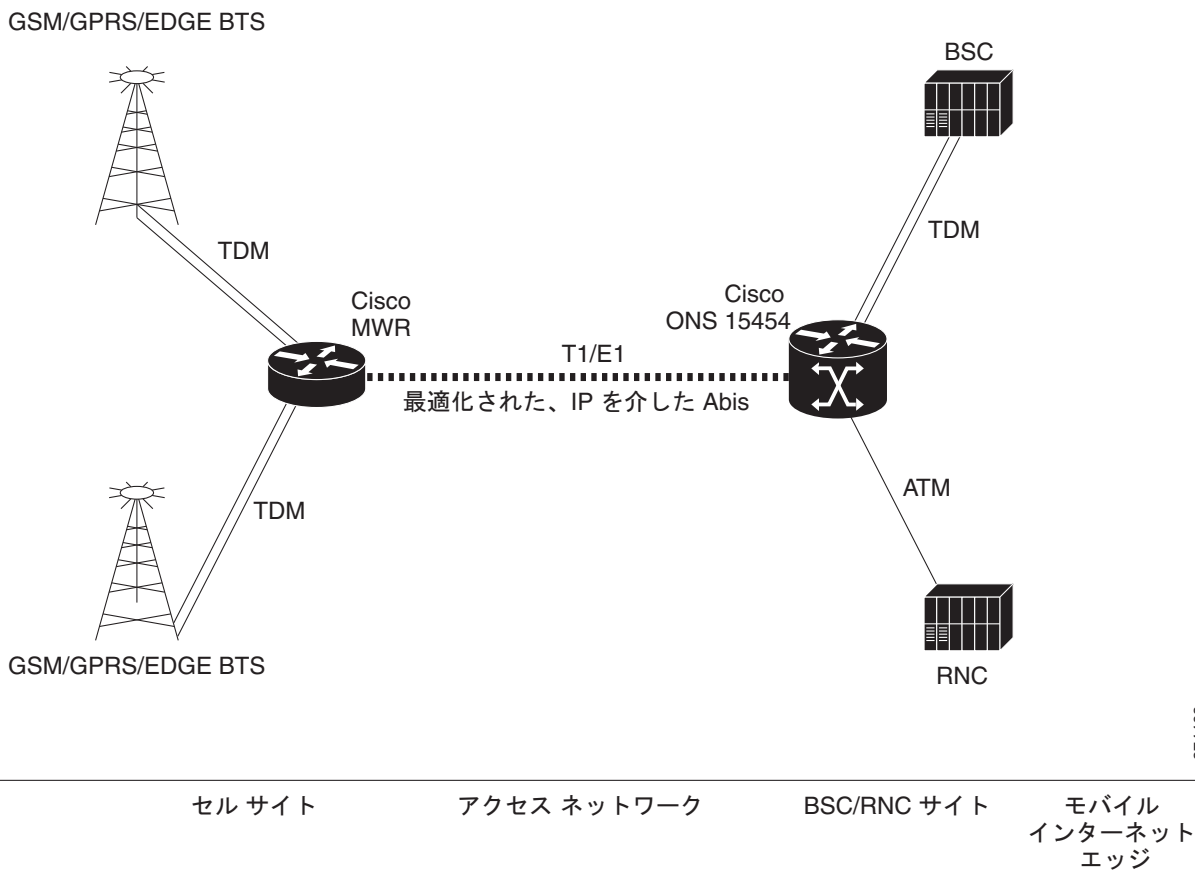 GSM/GPRS/EDGE BTS
BSC
TDM
TDM
Cisco
MWR
Cisco
ONS 15454
T1/E1
最適化された、IP を介した Abis
TDM
ATM
GSM/GPRS/EDGE BTS
RNC
セル サイト
アクセス ネットワーク
BSC/RNC サイト
モバイル
インターネット
エッジ